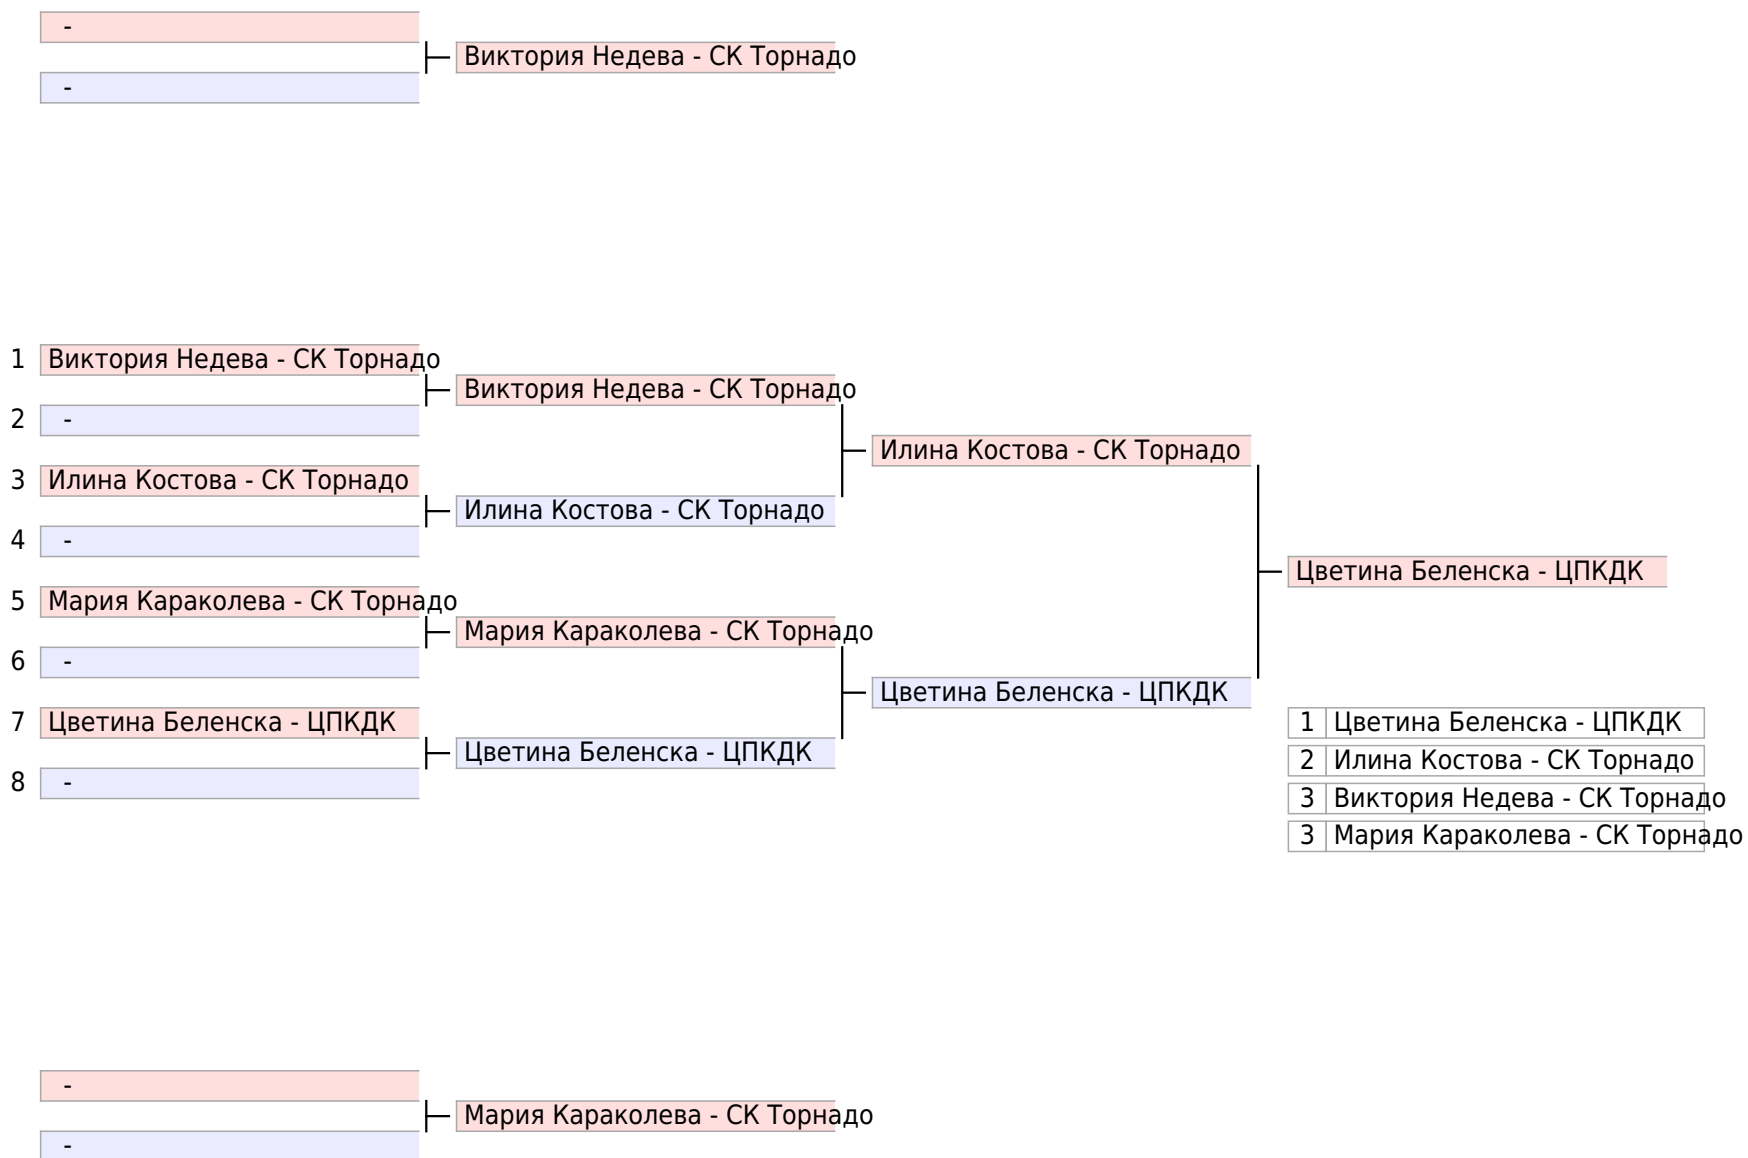 -
Виктория Недева - СК Торнадо
-
1 Виктория Недева - СК Торнадо
Виктория Недева - СК Торнадо
2 -
Илина Костова - СК Торнадо
3 Илина Костова - СК Торнадо
Илина Костова - СК Торнадо
4 -
Цветина Беленска - ЦПКДК
5 Мария Караколева - СК Торнадо
Мария Караколева - СК Торнадо
6 -
Цветина Беленска - ЦПКДК
7 Цветина Беленска - ЦПКДК
Цветина Беленска - ЦПКДК
8 -
1 Цветина Беленска - ЦПКДК
2 Илина Костова - СК Торнадо
3 Виктория Недева - СК Торнадо
3 Мария Караколева - СК Торнадо
-
Мария Караколева - СК Торнадо
-